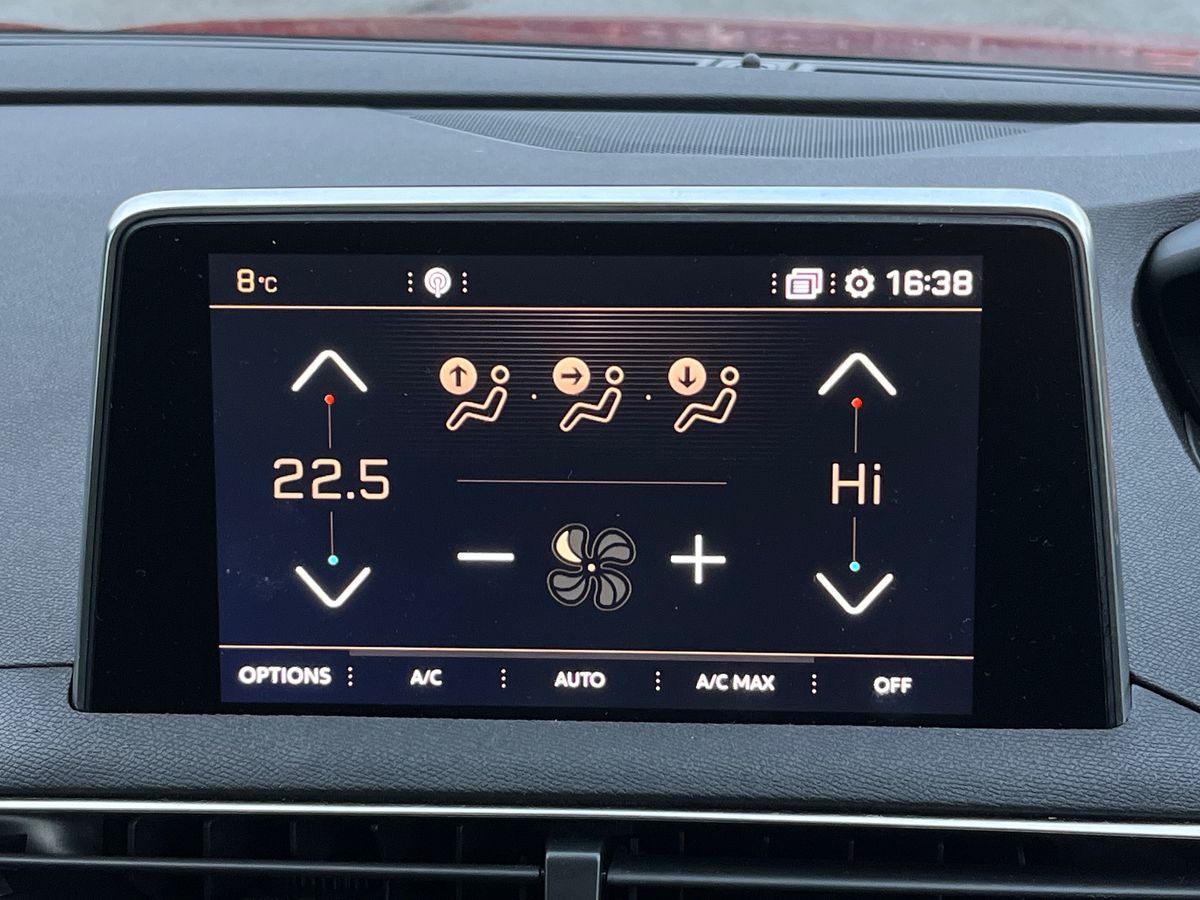 8°C 16:38
22.5 Hi
OPTIONS A/C AUTO A/C MAX OFF